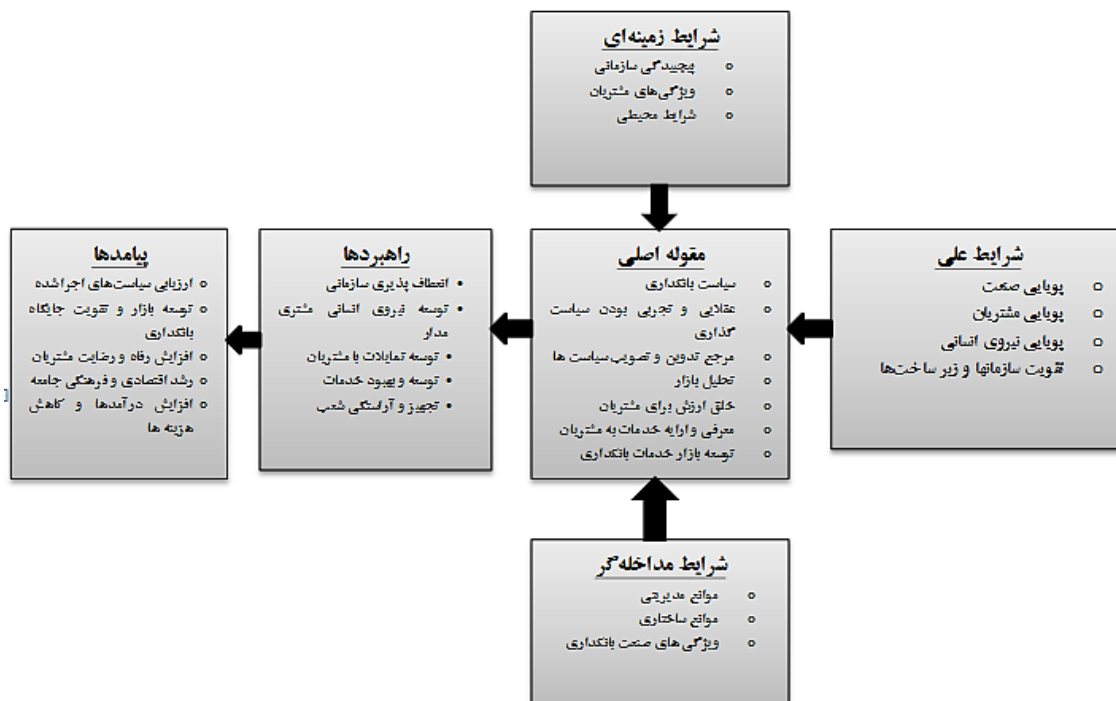 شرایط زمینه‌ای
پیچیدگی سازمانی
ویژگی‌های مشتریان
شرایط محیطی
شرایط علی
پویایی صنعت
پویایی مشتریان
پویایی نیروی انسانی
تقویت سازمانها و زیر ساخت‌ها
مقوله اصلی
سیاست بانکداری
عقلایی و تجربی بودن سیاست
گذاری
مرجع تدوین و تصویب سیاست ها
تحلیل بازار
خلق ارزش برای مشتریان
معرفی و ارایه خدمات به مشتریان
توسعه بازار خدمات بانکداری
راهبردها
انعطاف پذیری سازمانی
توسعه نیروی انسانی مشتری
مدار
توسعه تمایلات با مشتریان
توسعه و بهبود خدمات
تجهیز و آراستگی شعب
پیامدها
ارزیابی سیاست‌های اجرا شده
توسعه بازار و تقویت جایگاه
بانکداری
افزایش رفاه و رضایت مشتریان
رشد اقتصادی و فرهنگی جامعه
افزایش درآمدها و کاهش
هزینه ها
شرایط مداخله‌گر
موانع مدیریتی
موانع ساختاری
ویژگی های صنعت بانکداری